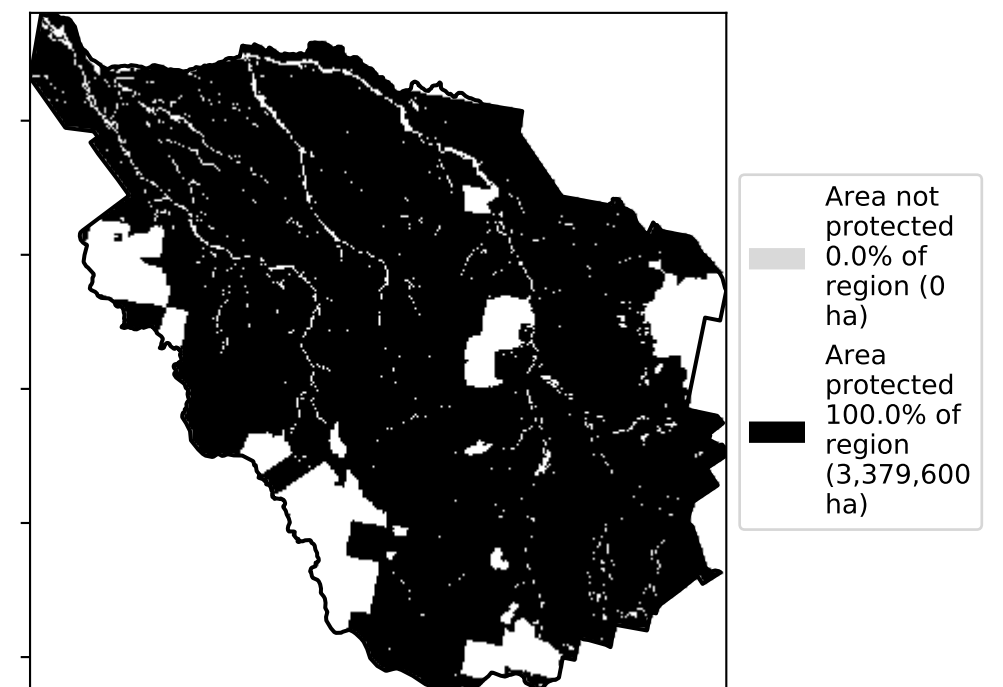 Area not
protected
0.0% of
region (0
ha)
Area
protected
100.0% of
region
(3,379,600
ha)